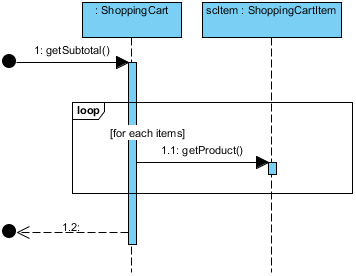 : ShoppingCart
scItem : ShoppingCartItem
1: getSubtotal()
loop
[for each items]
1.1: getProduct()
1.2: